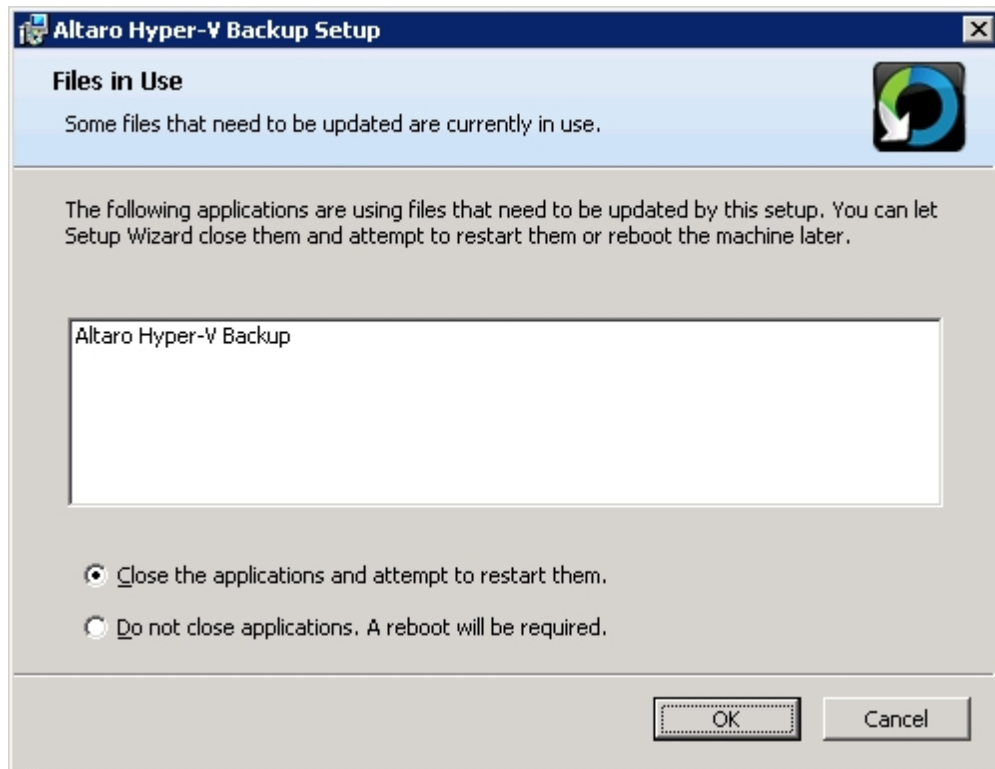 Altaro Hyper-V Backup Setup
Files in Use
Some files that need to be updated are currently in use.
The following applications are using files that need to be updated by this setup. You can let
Setup Wizard close them and attempt to restart them or reboot the machine later.
Altaro Hyper-V Backup
Close the applications and attempt to restart them.
Do not close applications. A reboot will be required.
OK
Cancel